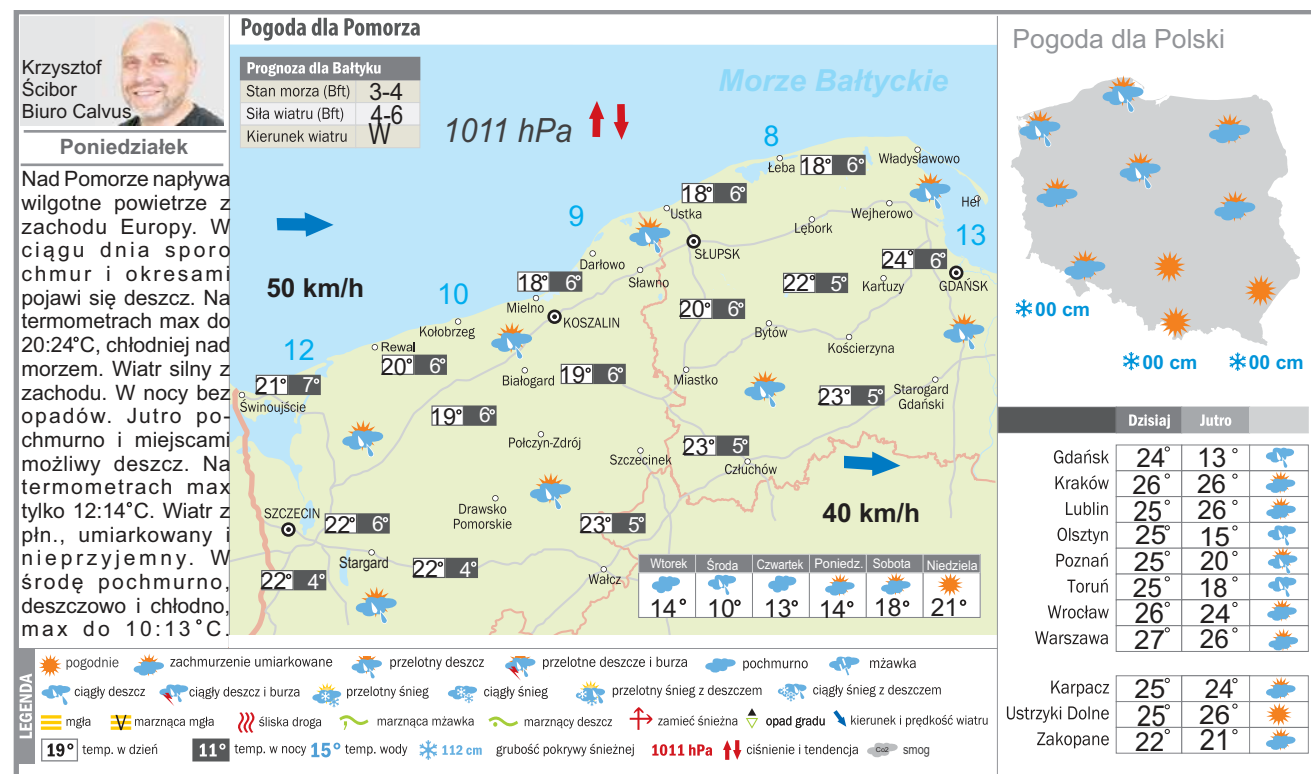 Krzysztof
Ścibor
Biuro Calvus
Poniedziałek
Nad Pomorze napływa
wilgotne powietrze z
zachodu Europy. W
ciągu dnia sporo
chmur i okresami
pojawi się deszcz. Na
termometrach max do
20:24°C, chłodniej nad
morzem. Wiatr silny z
zachodu. W nocy bez
opadów. Jutro po-
chmurno i miejscami
możliwy deszcz. Na
termometrach max
tylko 12:14°C. Wiatr z
płn., umiarkowany i
nieprzyjemny. W
środę pochmurno,
deszczowo i chłodno,
max do 10:13°C.
Pogoda dla Pomorza
Prognoza dla Bałtyku
Stan morza (Bft) 3-4
Siła wiatru (Bft) 4-6
Kierunek wiatru W
Morze Bałtyckie
1011 hPa
8
Łeba 18° 6°
Władysławowo
Hel
18° 6°
Ustka
Wejherowo
Lębork
9
13
SŁUPSK
24° 6°
GDAŃSK
Darłowo
Sławno
50 km/h
18° 6°
Mielno
22° 5°
Kartuzy
10
KOSZALIN
20° 6°
Kołobrzeg
Bytów
Kościerzyna
12
Rewal
20° 6°
Białogard
19° 6°
Miastko
21° 7°
Świnoujście
23° 5°
Starogard
Gdański
19° 6°
Połczyn-Zdrój
23° 5°
Szczecinek
Człuchów
40 km/h
SZCZECIN
22° 6°
Drawsko
Pomorskie
23° 5°
Stargard
22° 4°
22° 4°
Wałcz
Wtorek Środa Czwartek Poniedz. Sobota Niedziela
14° 10° 13° 14° 18° 21°
Pogoda dla Polski
00 cm
00 cm
00 cm
Dzisiaj Jutro
Gdańsk 24° 13°
Kraków 26° 26°
Lublin 25° 26°
Olsztyn 25° 15°
Poznań 25° 20°
Toruń 25° 18°
Wrocław 26° 24°
Warszawa 27° 26°
Karpacz 25° 24°
Ustrzyki Dolne 25° 26°
Zakopane 22° 21°
LEGENDA
pogodnie zachmurzenie umiarkowane przelotny deszcz przelotne deszcze i burza pochmurno mżawka
ciągły deszcz ciągły deszcz i burza przelotny śnieg ciągły śnieg przelotny śnieg z deszczem ciągły śnieg z deszczem
mgła marznąca mgła śliska droga marznąca mżawka marznący deszcz zamieć śnieżna opad gradu kierunek i prędkość wiatru
19° temp. w dzień 11° temp. w nocy 15° temp. wody 112 cm grubość pokrywy śnieżnej 1011 hPa ciśnienie i tendencja Co2 smog